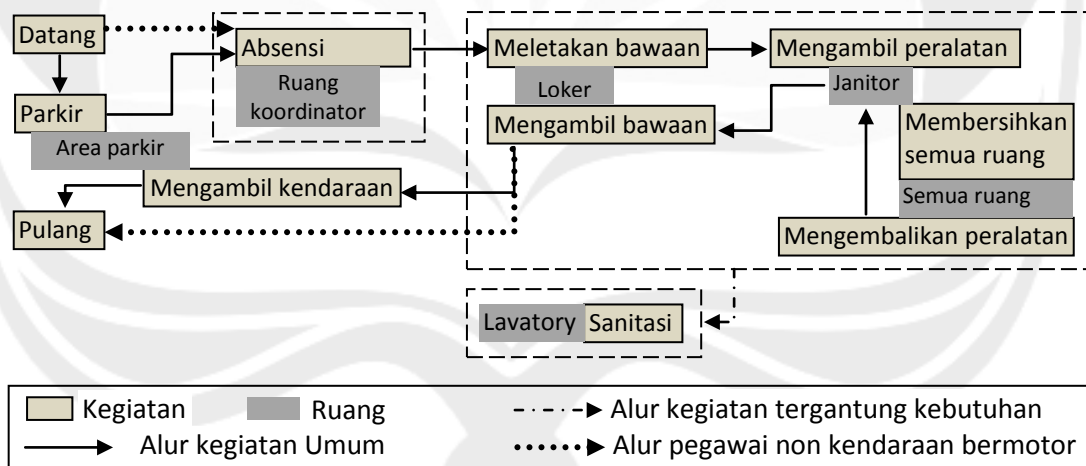 Datang
Absensi
Ruang
koordinator
Meletakan bawaan
Mengambil peralatan
Loker
Janitor
Parkir
Area parkir
Mengambil bawaan
Membersihkan
semua ruang
Semua ruang
Mengambil kendaraan
Pulang
Mengembalikan peralatan
Lavatory
Sanitasi
Kegiatan
Ruang
Alur kegiatan tergantung kebutuhan
Alur kegiatan Umum
Alur pegawai non kendaraan bermotor